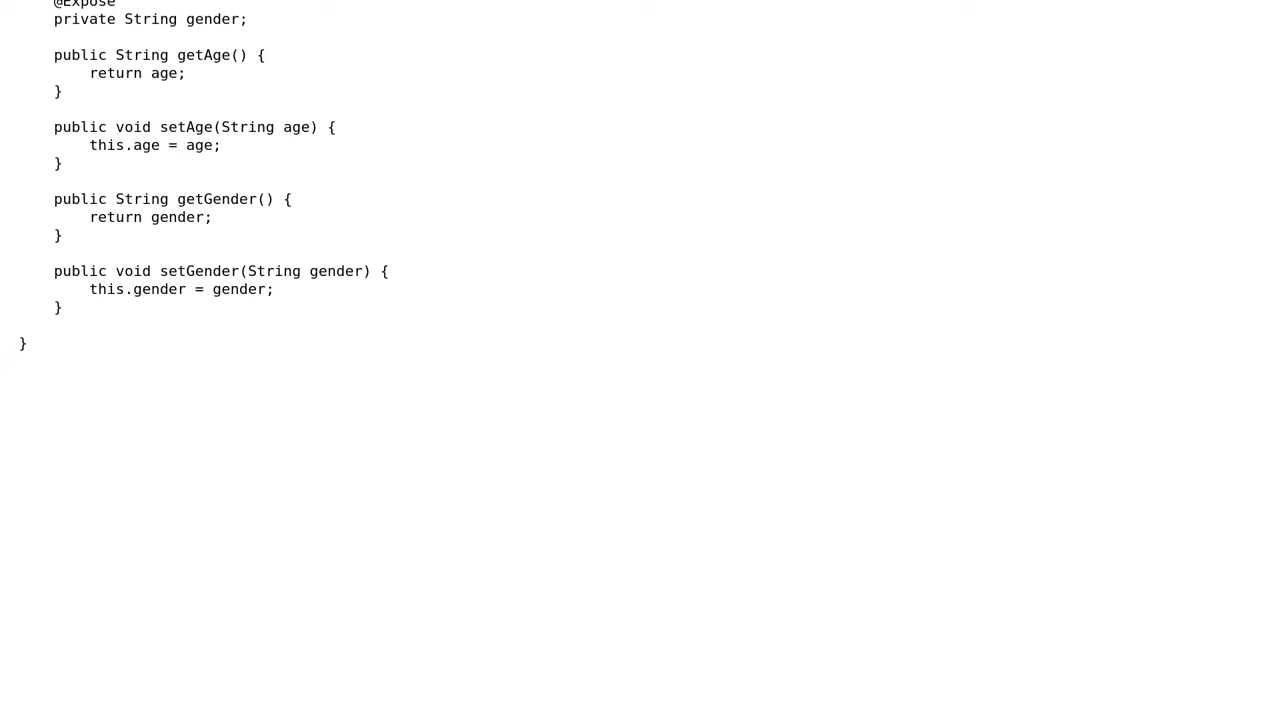 @Expose
private String gender;
public String getAge() {
return age;
}
public void setAge(String age) {
this.age = age;
}
public String getGender() {
return gender;
}
public void setGender(String gender) {
this.gender = gender;
}
}